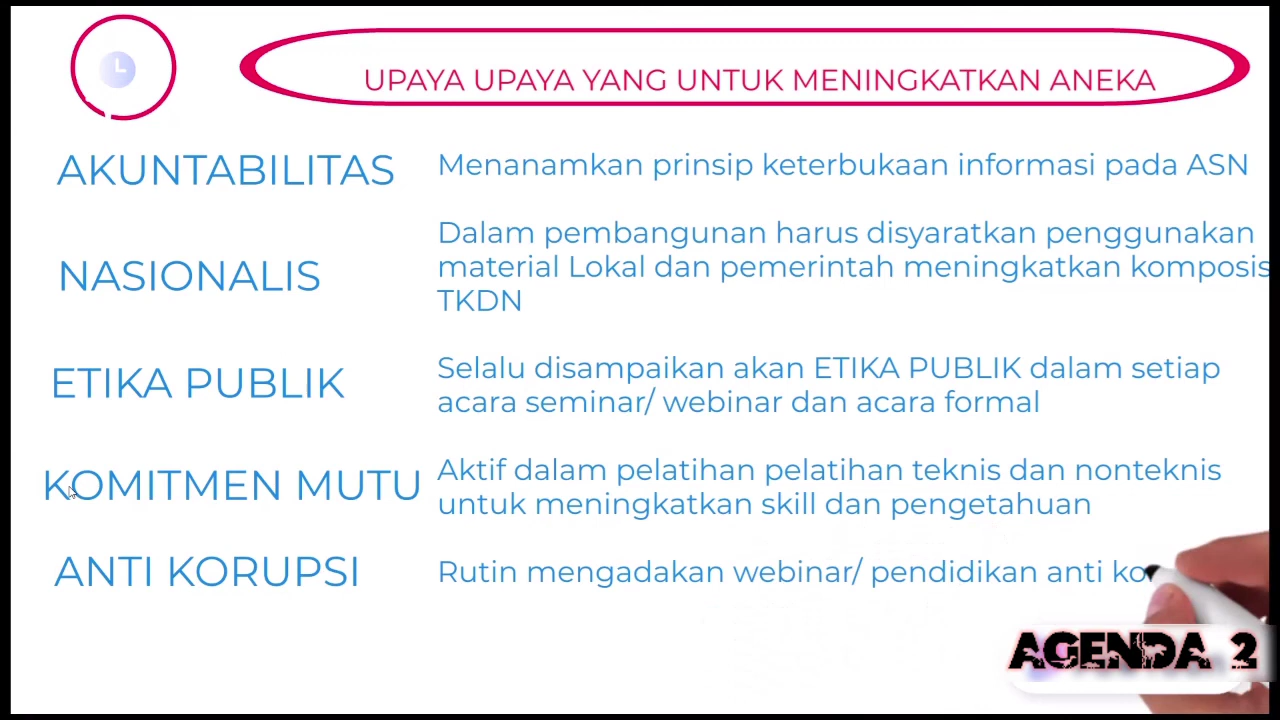 UPAYA UPAYA YANG UNTUK MENINGKATKAN ANEKA
AKUNTABILITAS
Menanamkan prinsip keterbukaan informasi pada ASN
NASIONALIS
Dalam pembangunan harus disyaratkan penggunakan
material Lokal dan pemerintah meningkatkan komposis
TKDN
ETIKA PUBLIK
Selalu disampaikan akan ETIKA PUBLIK dalam setiap
acara seminar/ webinar dan acara formal
KOMITMEN MUTU
Aktif dalam pelatihan pelatihan teknis dan nonteknis
untuk meningkatkan skill dan pengetahuan
ANTI KORUPSI
Rutin mengadakan webinar/ pendidikan anti kor
AGENDA 2